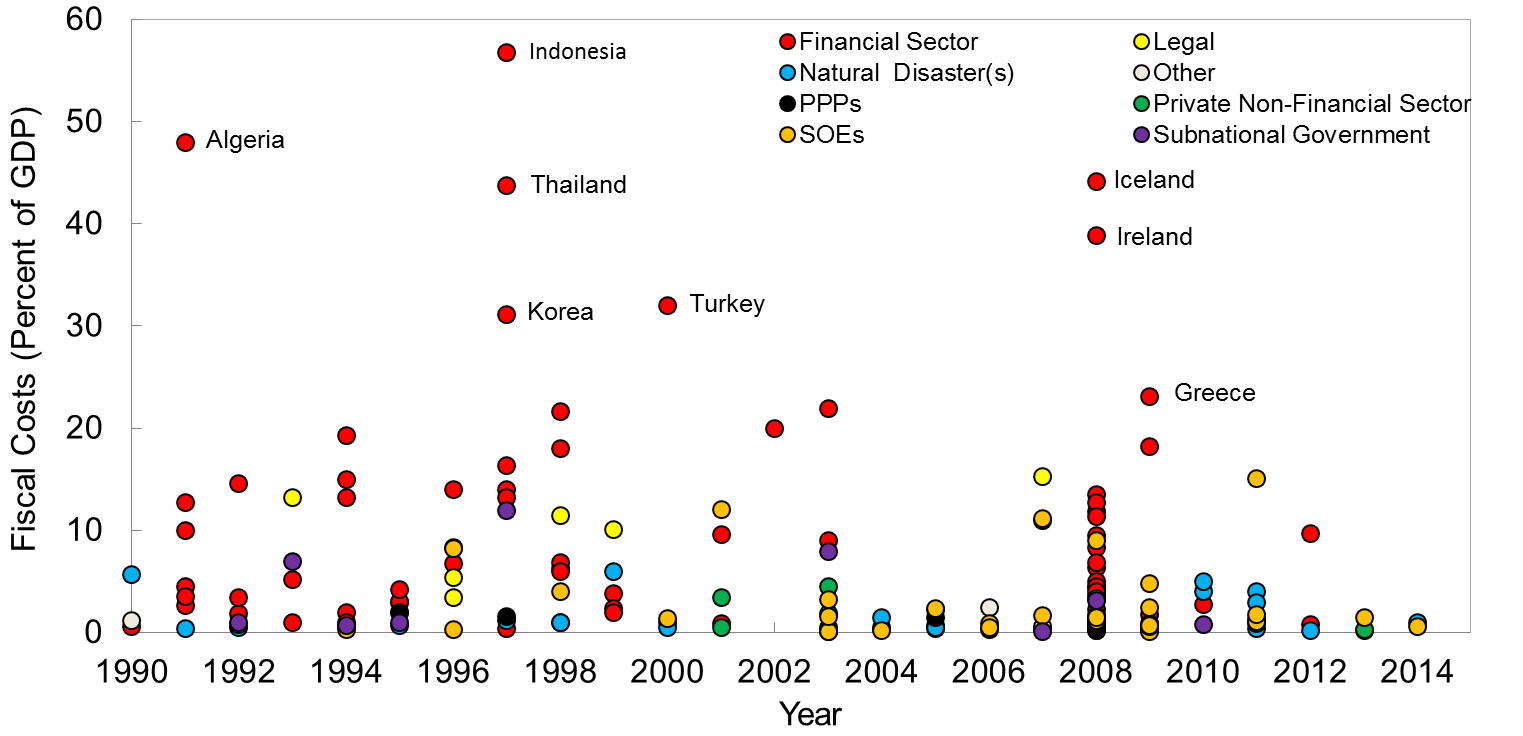 Fiscal Costs (Percent of GDP)
60
50
40
30
20
10
0
Indonesia
Algeria
Thailand
Korea
Turkey
Iceland
Ireland
Greece
Financial Sector
Natural Disaster(s)
PPPs
SOEs
Legal
Other
Private Non-Financial Sector
Subnational Government
1990 1992 1994 1996 1998 2000 2002 2004 2006 2008 2010 2012 2014
Year